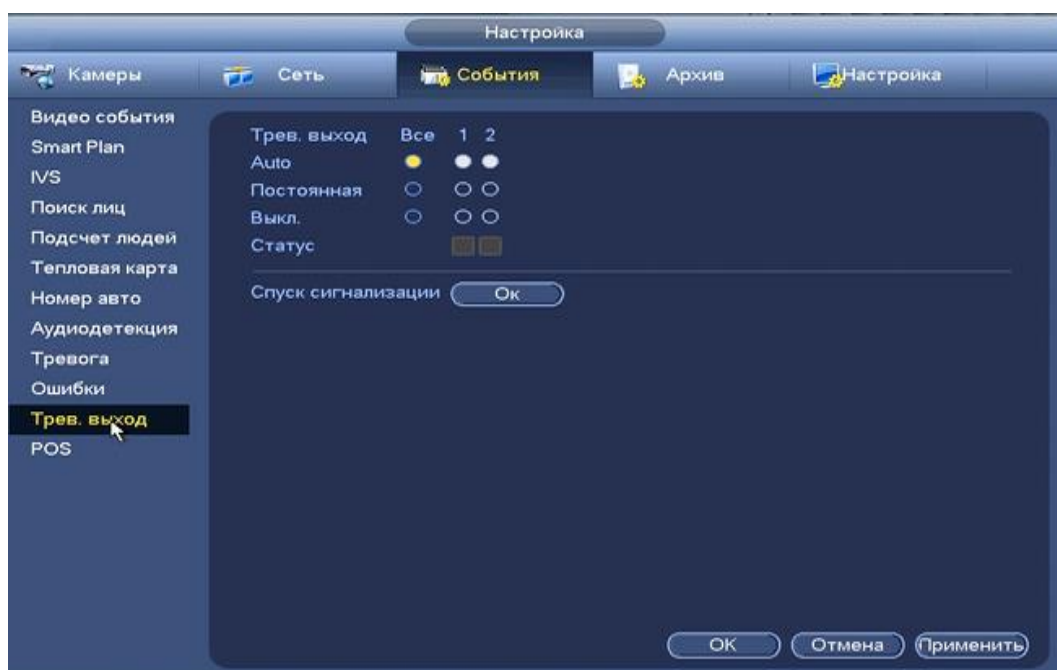 Настройка
Камеры
Сеть
События
Архив
Настройка
Видео события
Smart Plan
IVS
Поиск лиц
Подсчет людей
Тепловая карта
Номер авто
Аудиодетекция
Тревога
Ошибки
Трев. выход
POS
Трев. выход Все 1 2
Auto
Постоянная
Выкл.
Статус
Спуск сигнализации Ок
OK Отмена Применить